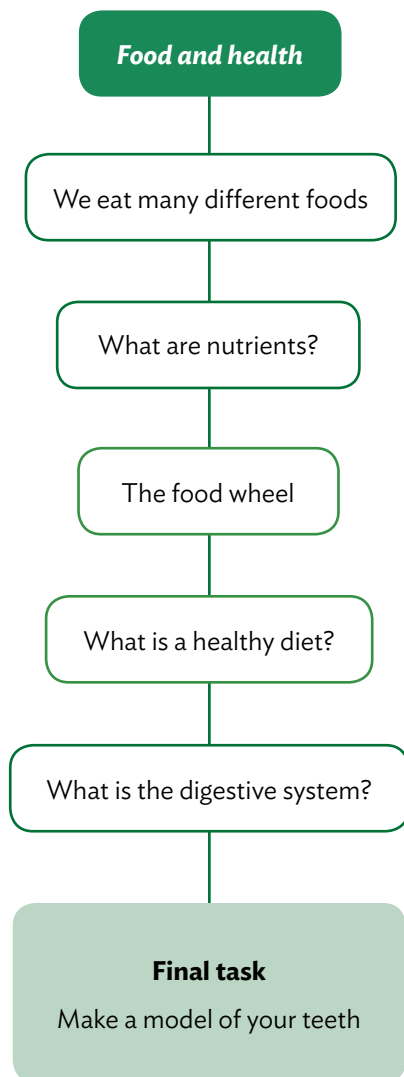 Food and health
We eat many different foods
What are nutrients?
The food wheel
What is a healthy diet?
What is the digestive system?
Final task
Make a model of your teeth